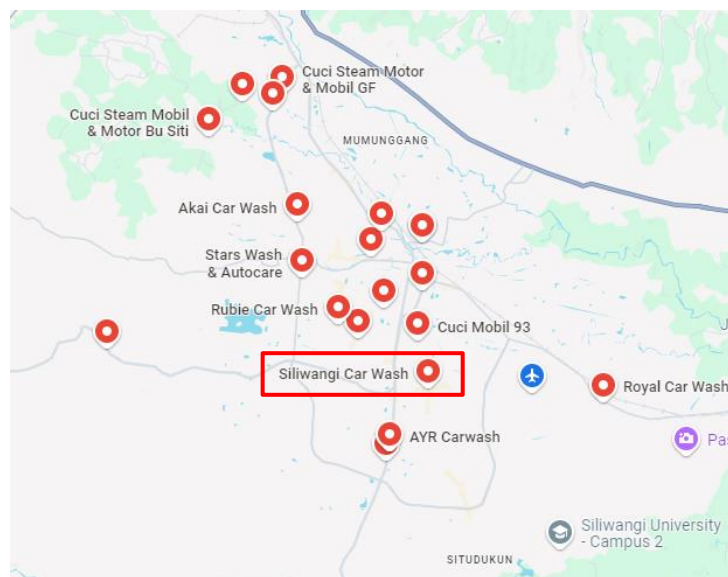 Cuci Steam Motor
& Mobil GF
Cuci Steam Mobil
& Motor Bu Siti
MUMUNGGANG
Akai Car Wash
Stars Wash
& Autocare
Rubie Car Wash
Cuci Mobil 93
Siliwangi Car Wash
Royal Car Wash
AYR Carwash
Pas
Siliwangi University
- Campus 2
SITUDUKUN